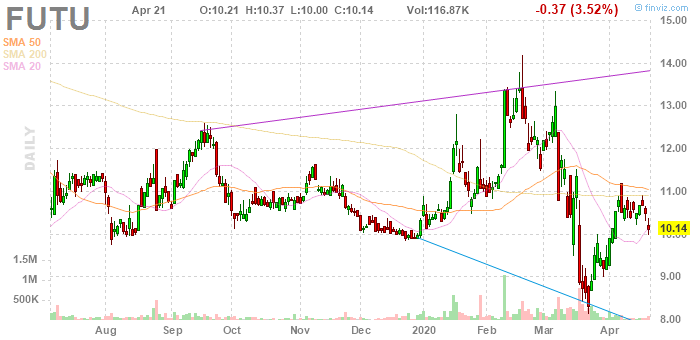 FUTU Apr 21 O:10.21 H:10.37 L:10.00 C:10.14 Vol:116.87K -0.37 (3.52%) © finviz.com
SMA 50
SMA 200
SMA 20
DAILY
15.00
14.00
13.00
12.00
11.00
10.14
10.00
9.00
8.00
1.5M
1M
500K
Aug Sep Oct Nov Dec 2020 Feb Mar Apr